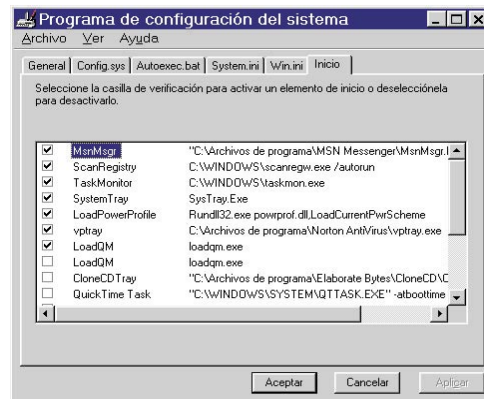 Programa de configuración del sistema
Archivo Ver Ayuda
General Config.sys Autoexec.bat System.ini Win.ini Inicio
Seleccione la casilla de verificación para activar un elemento de inicio o deselecciónela
para desactivarlo.
MsnMsgr "C:\Archivos de programa\MSN Messenger\MsnMsgr.
ScanRegistry C:\WINDOWS\scanregw.exe /autorun
TaskMonitor C:\WINDOWS\taskmon.exe
SystemTray SysTray.Exe
LoadPowerProfile Rundll32.exe powrprof.dll,LoadCurrentPwrScheme
vptray C:\Archivos de programa\Norton AntiVirus\vptray.exe
LoadQM loadqm.exe
LoadQM loadqm.exe
CloneCDTray "C:\Archivos de programa\Elaborate Bytes\CloneCD\C
QuickTime Task "C:\WINDOWS\SYSTEM\QTTASK.EXE" -atboottime
Aceptar Cancelar Aplicar